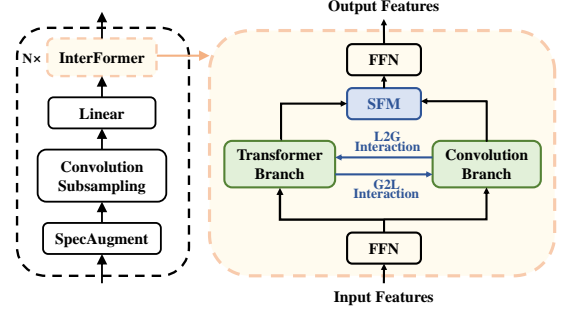 N×
InterFormer
Linear
Convolution
Subsampling
SpecAugment
Output Features
FFN
SFM
L2G
Interaction
Transformer
Branch
Convolution
Branch
G2L
Interaction
FFN
Input Features